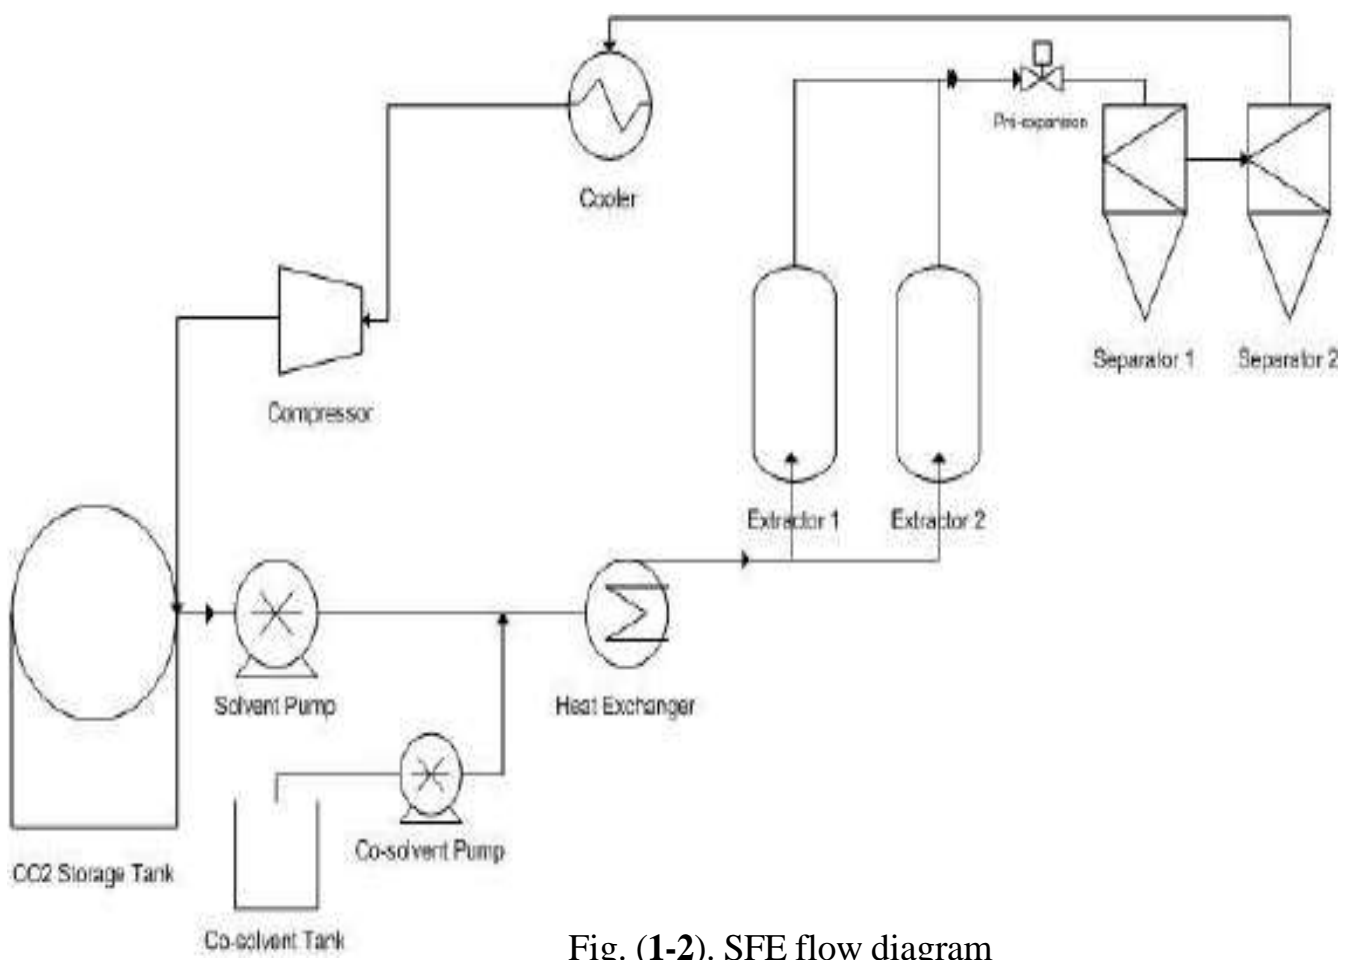 Cooler
Pre-expansion
Separator 1
Separator 2
Compressor
Extractor 1
Extractor 2
Solvent Pump
Heat Exchanger
Co-solvent Pump
CO2 Storage Tank
Co-solvent Tank
Fig. (1-2). SFE flow diagram